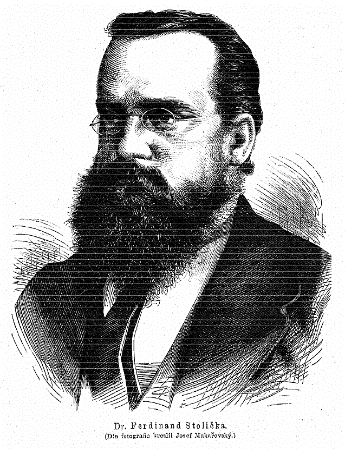 Dr. Ferdinand Stolička.
(Dle fotografie kreslil Josef Mukařovský.)